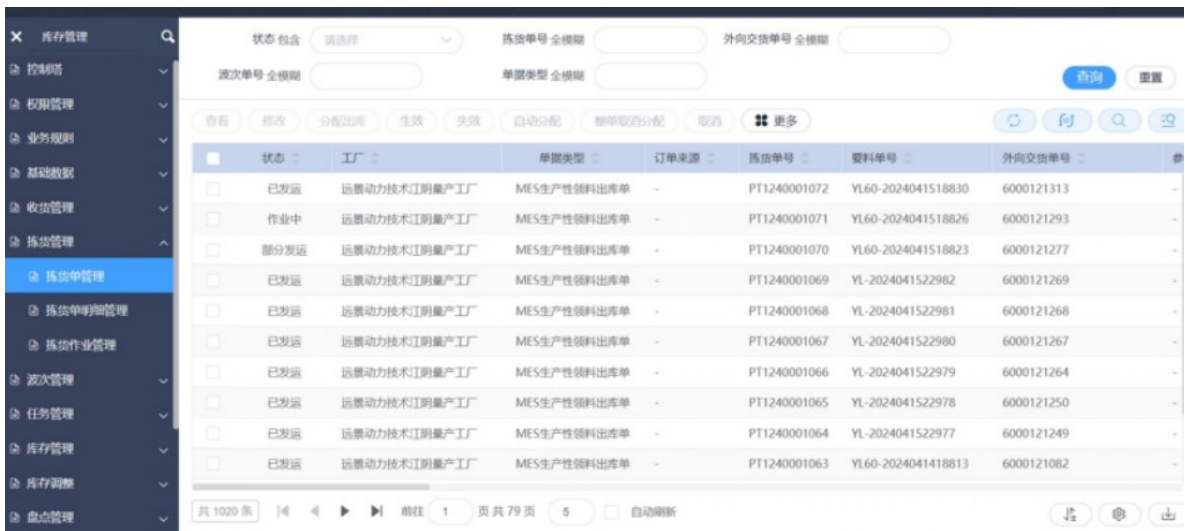 库存管理
状态 包含 请选择 拣货单号 全模糊 外向交货单号 全模糊
波次单号 全模糊 单据类型 全模糊 查询 重置
控制塔
权限管理
业务规则
基础数据
收货管理
拣货管理
拣货单管理
拣货单明细管理
拣货作业管理
波次管理
任务管理
库存管理
库存调整
盘点管理
查看 修改 分配出库 生效 失效 自动分配 整单取消分配 取消 更多
状态 工厂 单据类型 订单来源 拣货单号 要料单号 外向交货单号 参
已发运 远景动力技术江阴量产工厂 MES生产性领料出库单 - PT1240001072 YL60-2024041518830 6000121313 -
作业中 远景动力技术江阴量产工厂 MES生产性领料出库单 - PT1240001071 YL60-2024041518826 6000121293 -
部分发运 远景动力技术江阴量产工厂 MES生产性领料出库单 - PT1240001070 YL60-2024041518823 6000121277 -
已发运 远景动力技术江阴量产工厂 MES生产性领料出库单 - PT1240001069 YL-2024041522982 6000121269 -
已发运 远景动力技术江阴量产工厂 MES生产性领料出库单 - PT1240001068 YL-2024041522981 6000121268 -
已发运 远景动力技术江阴量产工厂 MES生产性领料出库单 - PT1240001067 YL-2024041522980 6000121267 -
已发运 远景动力技术江阴量产工厂 MES生产性领料出库单 - PT1240001066 YL-2024041522979 6000121264 -
已发运 远景动力技术江阴量产工厂 MES生产性领料出库单 - PT1240001065 YL-2024041522978 6000121250 -
已发运 远景动力技术江阴量产工厂 MES生产性领料出库单 - PT1240001064 YL-2024041522977 6000121249 -
已发运 远景动力技术江阴量产工厂 MES生产性领料出库单 - PT1240001063 YL60-2024041418813 6000121082 -
共 1020 条 前往 1 页 共 79 页 5 自动刷新